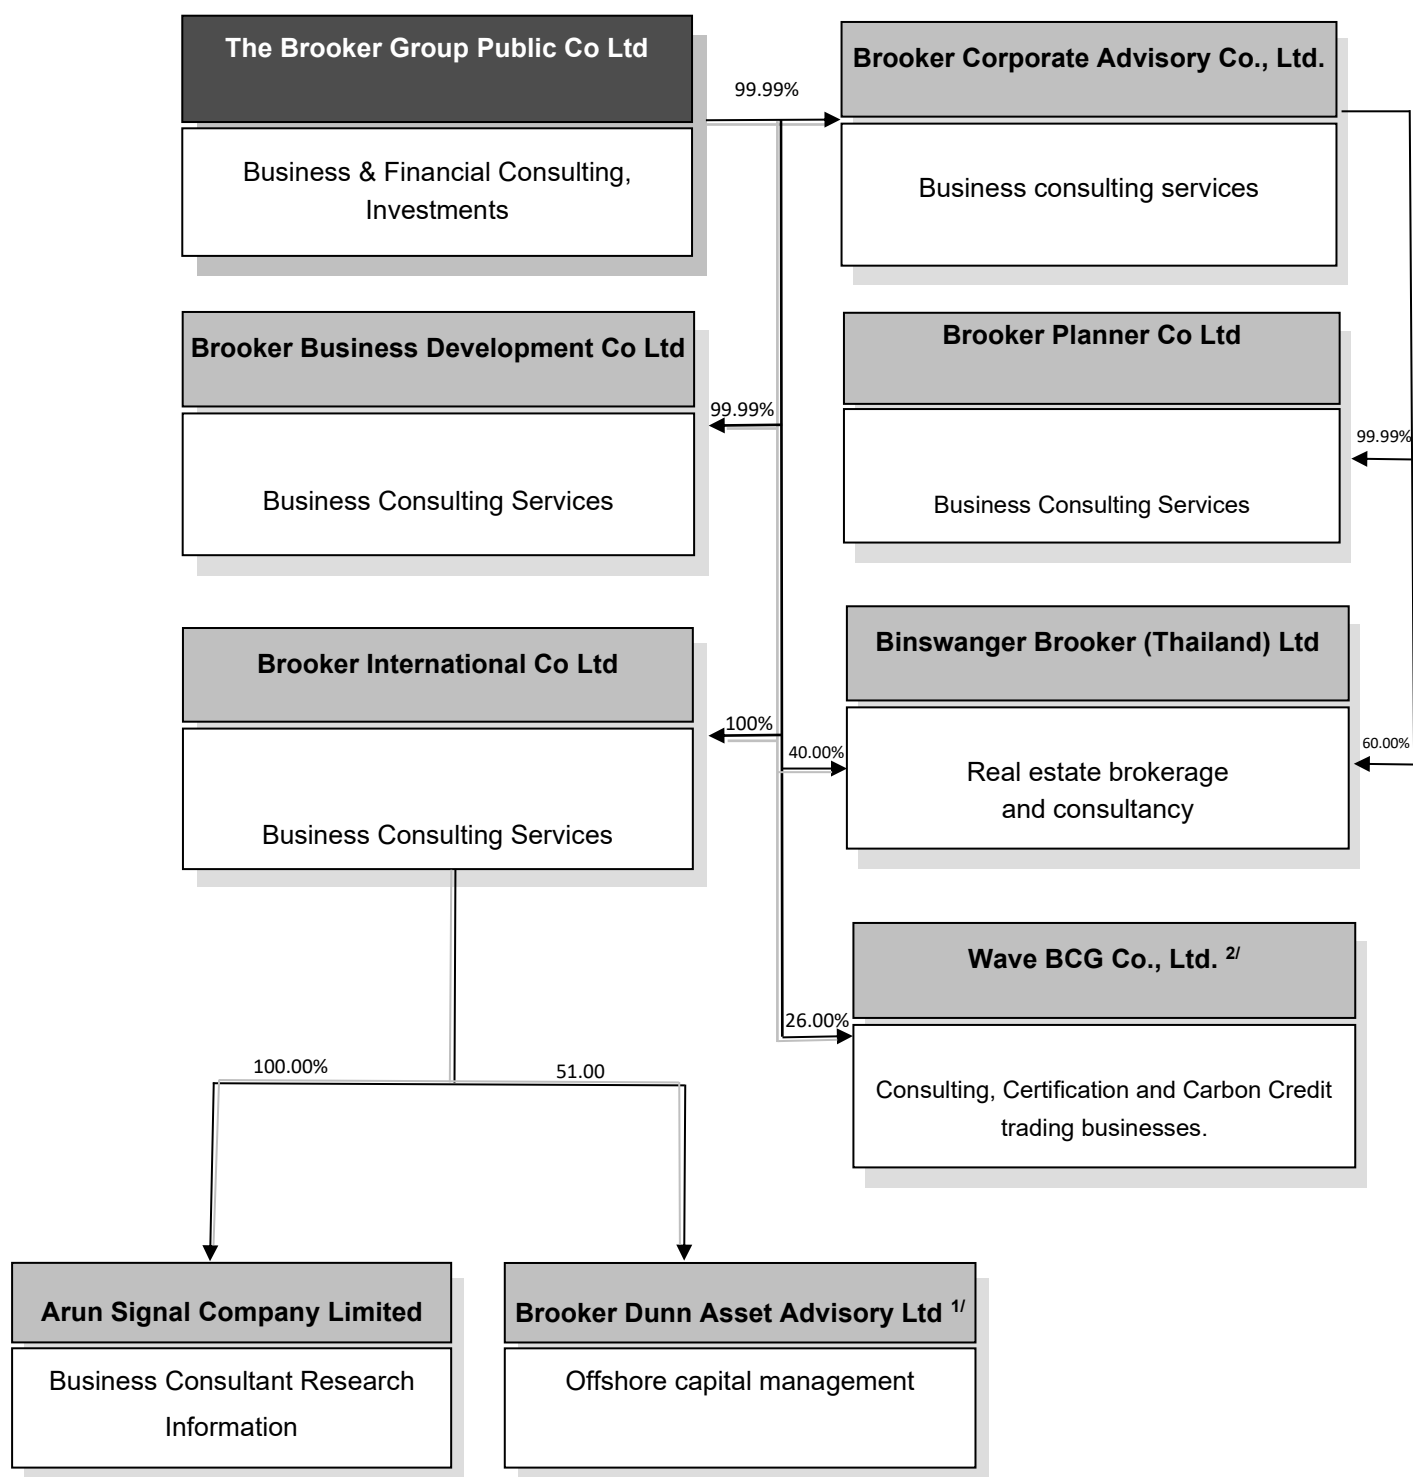 The Brooker Group Public Co Ltd
Business & Financial Consulting,
Investments
99.99%
Brooker Corporate Advisory Co., Ltd.
Business consulting services
Brooker Business Development Co Ltd
Business Consulting Services
99.99%
Brooker Planner Co Ltd
Business Consulting Services
99.99%
Brooker International Co Ltd
Business Consulting Services
100%
40.00%
Binswanger Brooker (Thailand) Ltd
Real estate brokerage
and consultancy
60.00%
26.00%
Wave BCG Co., Ltd. 2/
Consulting, Certification and Carbon Credit
trading businesses.
100.00%
51.00
Arun Signal Company Limited
Business Consultant Research
Information
Brooker Dunn Asset Advisory Ltd 1/
Offshore capital management